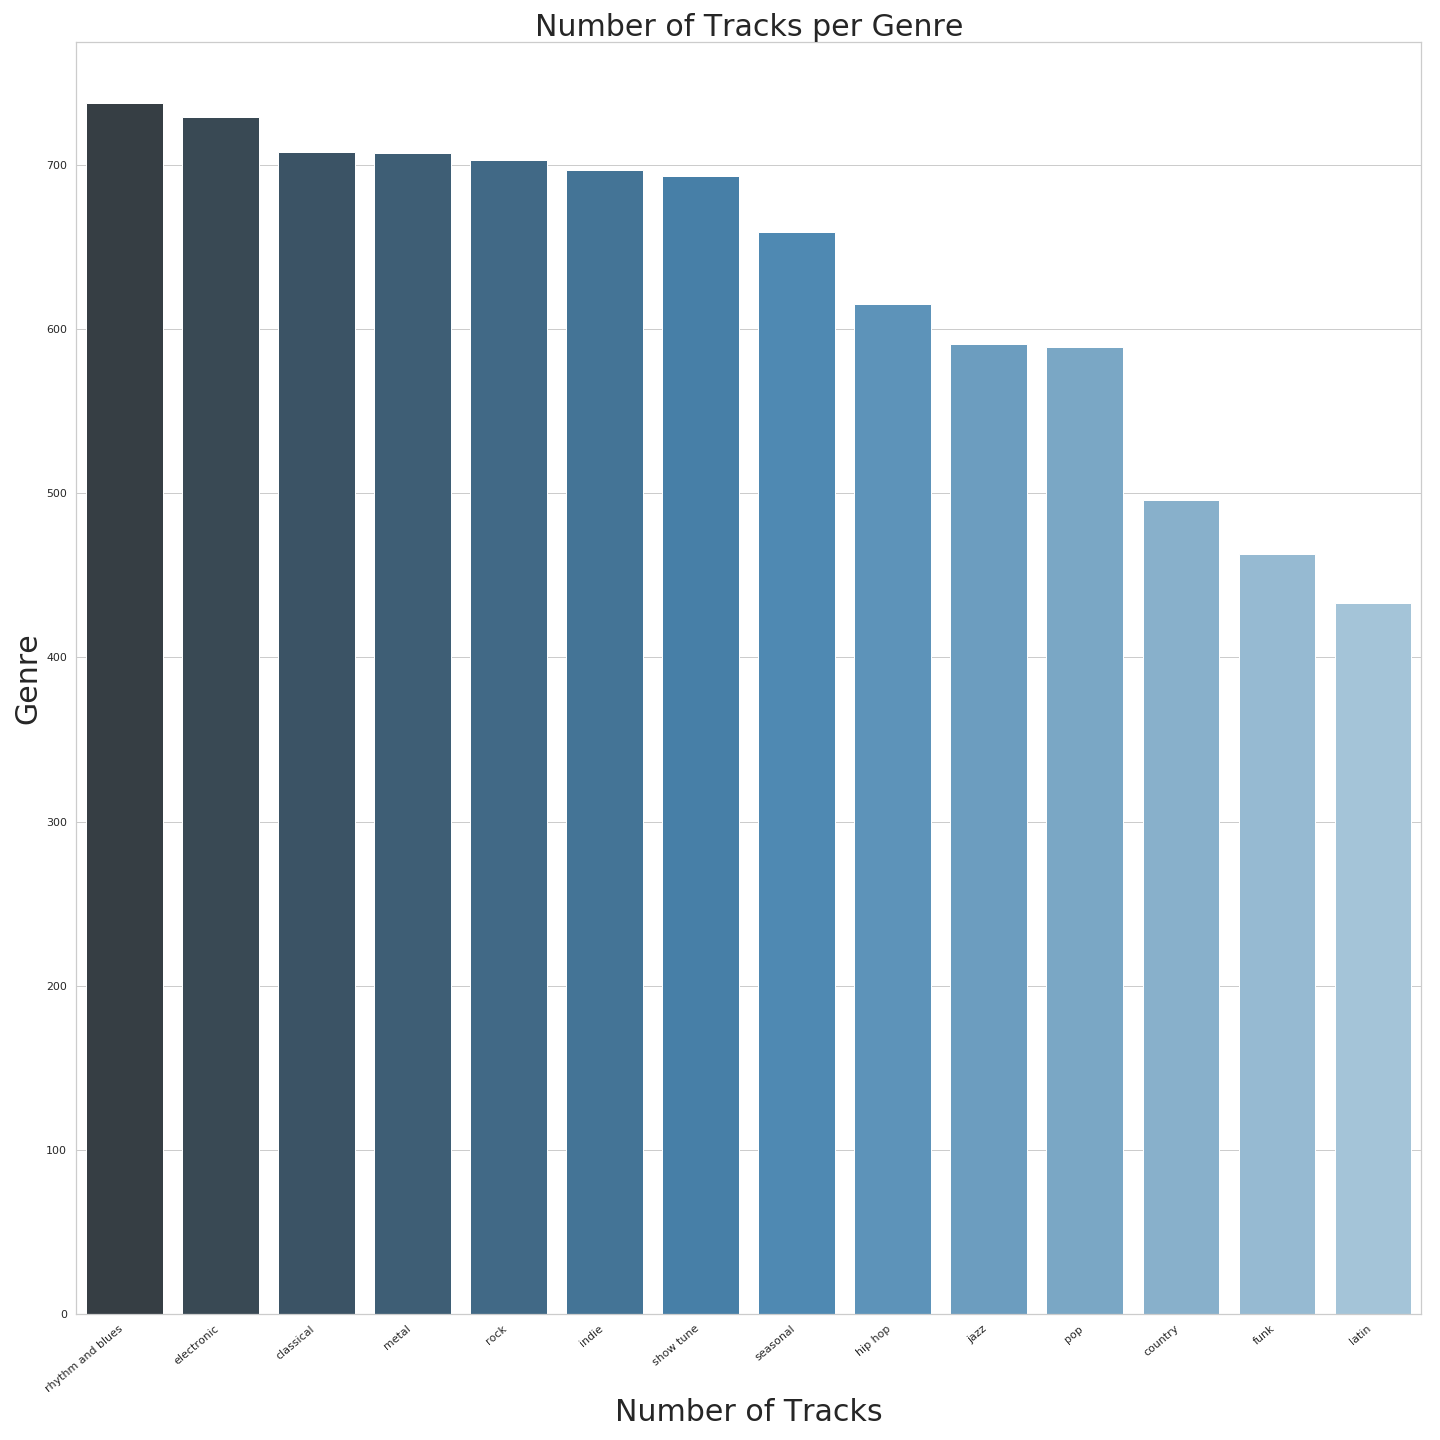 Number of Tracks per Genre
700
600
500
400
300
200
100
0
Genre
rhythm and blues
electronic
classical
metal
rock
indie
show tune
seasonal
hip hop
jazz
pop
country
funk
latin
Number of Tracks